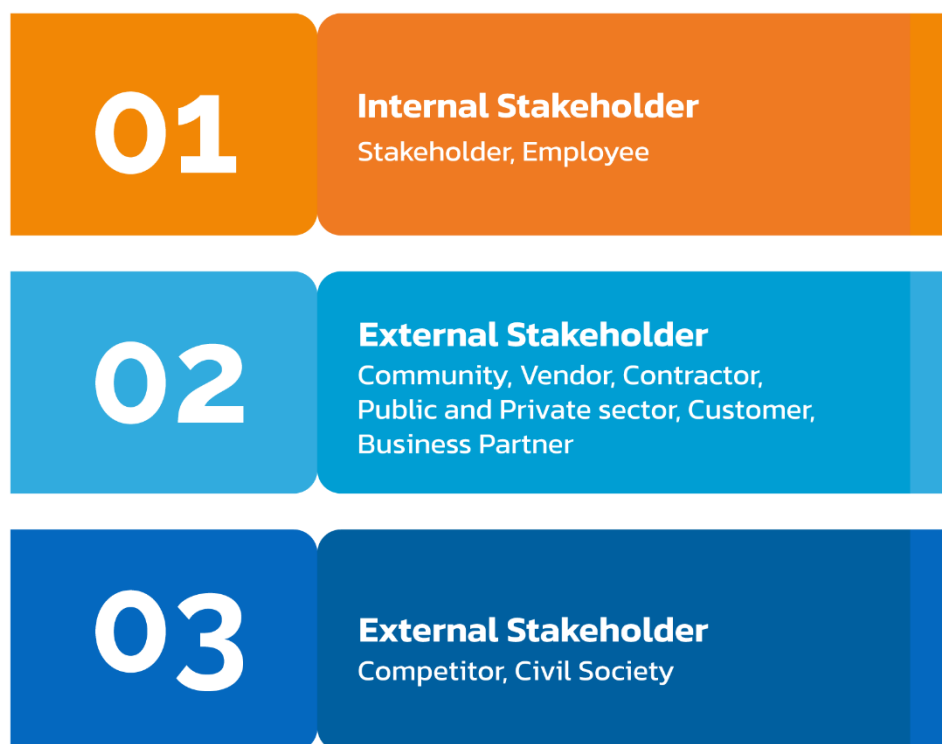 01
Internal Stakeholder
Stakeholder, Employee
02
External Stakeholder
Community, Vendor, Contractor,
Public and Private sector, Customer,
Business Partner
03
External Stakeholder
Competitor, Civil Society